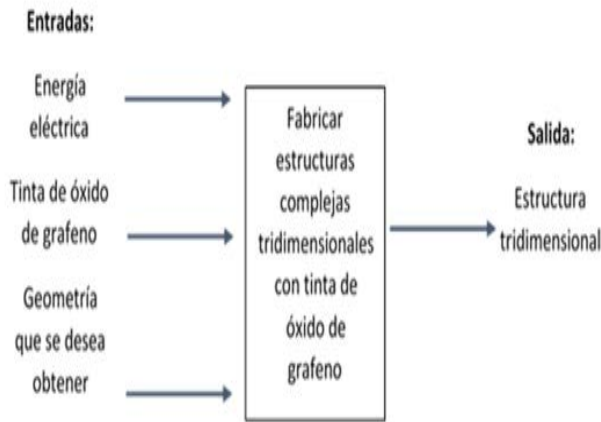 Entradas:
Energía
eléctrica
Tinta de óxido
de grafeno
Geometría
que se desea
obtener
Fabricar
estructuras
complejas
tridimensionales
con tinta de
óxido de
grafeno
Salida:
Estructura
tridimensional